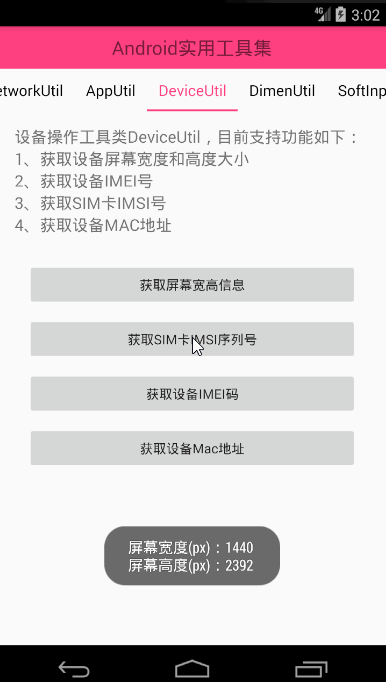 4G 3:02
Android实用工具集
etworkUtil AppUtil DeviceUtil DimenUtil SoftInp
设备操作工具类DeviceUtil，目前支持功能如下：
1、获取设备屏幕宽度和高度大小
2、获取设备IMEI号
3、获取SIM卡IMSI号
4、获取设备MAC地址
获取屏幕宽高信息
获取SIM卡IMSI序列号
获取设备IMEI码
获取设备Mac地址
屏幕宽度(px)：1440
屏幕高度(px)：2392